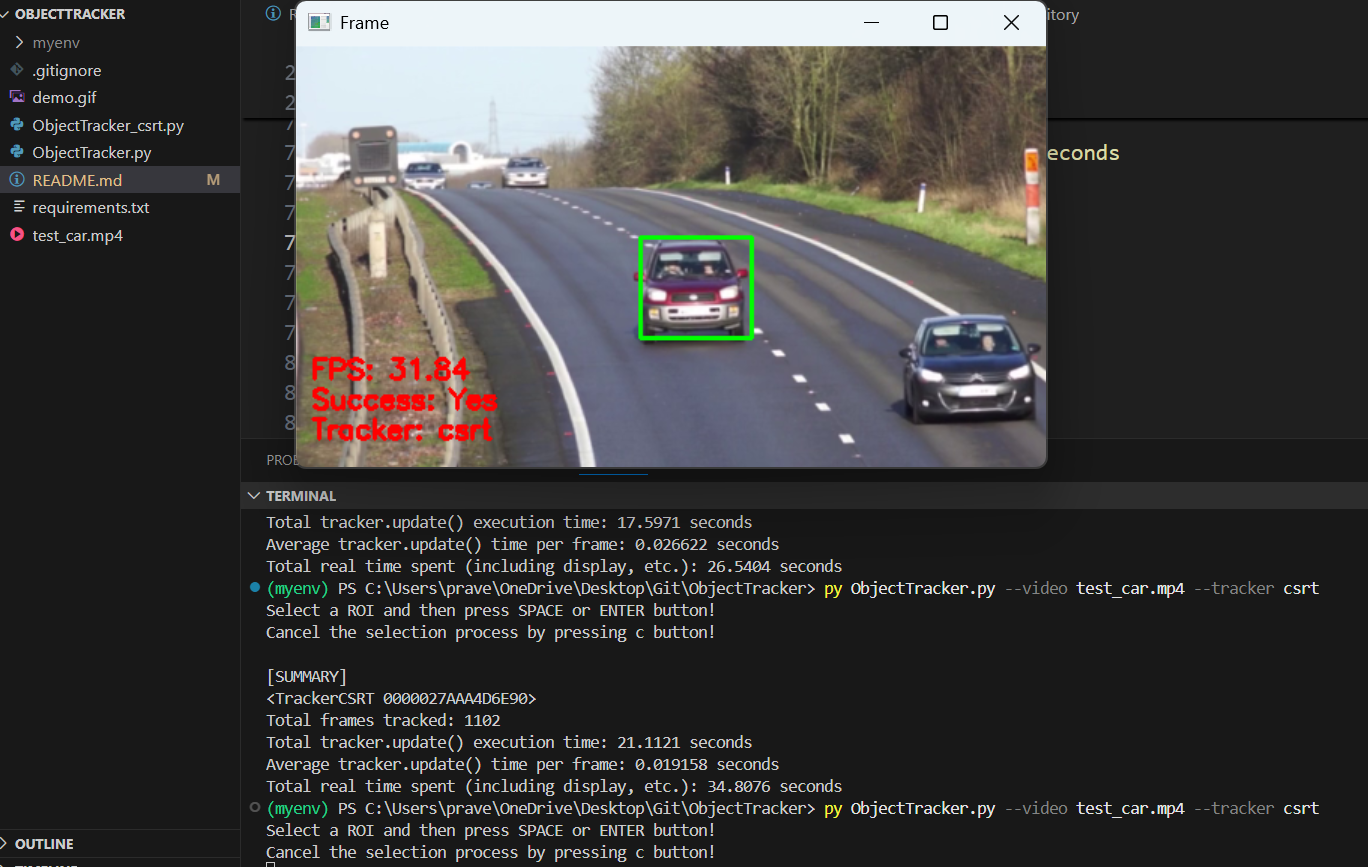 OBJECTTRACKER
myenv
.gitignore
demo.gif
ObjectTracker_csrt.py
ObjectTracker.py
README.md M
requirements.txt
test_car.mp4
OUTLINE
Frame
itory
econds
FPS: 31.84
Success: Yes
Tracker: csrt
TERMINAL
Total tracker.update() execution time: 17.5971 seconds
Average tracker.update() time per frame: 0.026622 seconds
Total real time spent (including display, etc.): 26.5404 seconds
(myenv) PS C:\Users\prave\OneDrive\Desktop\Git\ObjectTracker> py ObjectTracker.py --video test_car.mp4 --tracker csrt
Select a ROI and then press SPACE or ENTER button!
Cancel the selection process by pressing c button!
[SUMMARY]
<TrackerCSRT 0000027AAA4D6E90>
Total frames tracked: 1102
Total tracker.update() execution time: 21.1121 seconds
Average tracker.update() time per frame: 0.019158 seconds
Total real time spent (including display, etc.): 34.8076 seconds
(myenv) PS C:\Users\prave\OneDrive\Desktop\Git\ObjectTracker> py ObjectTracker.py --video test_car.mp4 --tracker csrt
Select a ROI and then press SPACE or ENTER button!
Cancel the selection process by pressing c button!